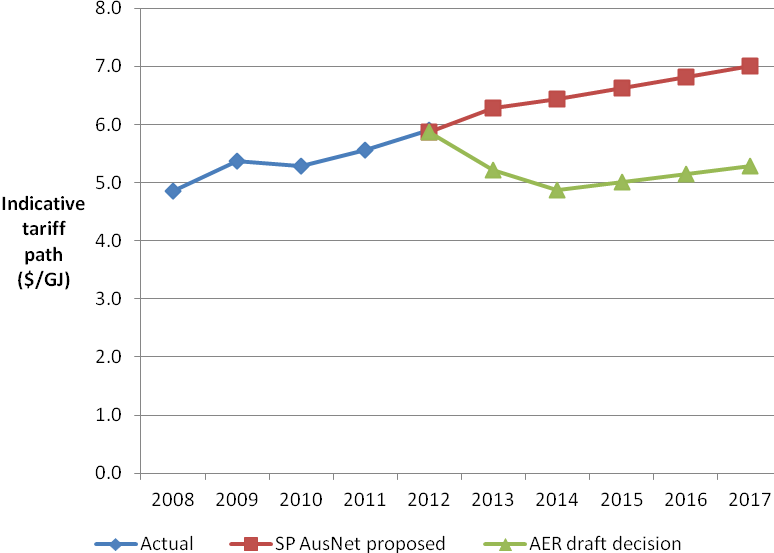 8.0
7.0
6.0
5.0
4.0
3.0
2.0
1.0
0.0
Indicative
tariff
path
($/GJ)
2008 2009 2010 2011 2012 2013 2014 2015 2016 2017
Actual SP AusNet proposed AER draft decision